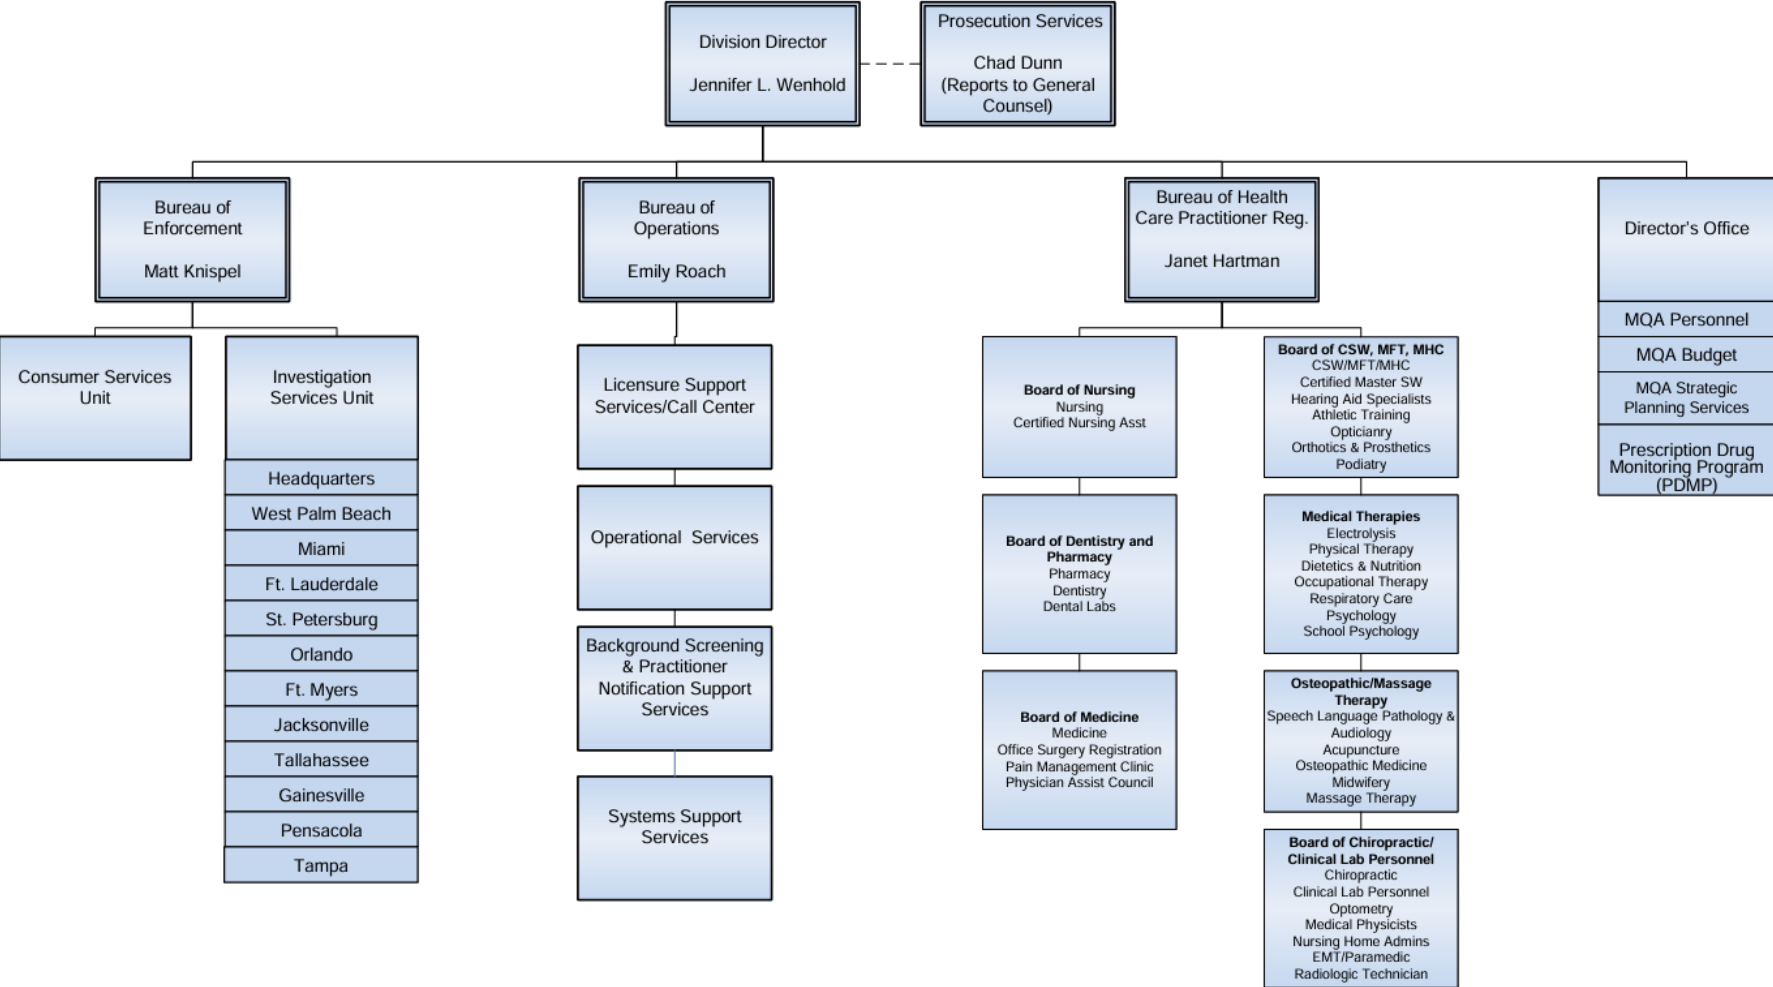 Division Director
Jennifer L. Wenhold
Prosecution Services
Chad Dunn
(Reports to General
Counsel)
Bureau of
Enforcement
Matt Knispel
Bureau of
Operations
Emily Roach
Bureau of Health
Care Practitioner Reg.
Janet Hartman
Director's Office
MQA Personnel
MQA Budget
MQA Strategic
Planning Services
Prescription Drug
Monitoring Program
(PDMP)
Consumer Services
Unit
Investigation
Services Unit
Headquarters
West Palm Beach
Miami
Ft. Lauderdale
St. Petersburg
Orlando
Ft. Myers
Jacksonville
Tallahassee
Gainesville
Pensacola
Tampa
Licensure Support
Services/Call Center
Operational  Services
Background Screening
& Practitioner
Notification Support
Services
Systems Support
Services
Board of Nursing
Nursing
Certified Nursing Asst
Board of Dentistry and
Pharmacy
Pharmacy
Dentistry
Dental Labs
Board of Medicine
Medicine
Office Surgery Registration
Pain Management Clinic
Physician Assist Council
Board of CSW, MFT, MHC
CSW/MFT/MHC
Certified Master SW
Hearing Aid Specialists
Athletic Training
Opticianry
Orthotics & Prosthetics
Podiatry
Medical Therapies
Electrolysis
Physical Therapy
Dietetics & Nutrition
Occupational Therapy
Respiratory Care
Psychology
School Psychology
Osteopathic/Massage
Therapy
Speech Language Pathology &
Audiology
Acupuncture
Osteopathic Medicine
Midwifery
Massage Therapy
Board of Chiropractic/
Clinical Lab Personnel
Chiropractic
Clinical Lab Personnel
Optometry
Medical Physicists
Nursing Home Admins
EMT/Paramedic
Radiologic Technician